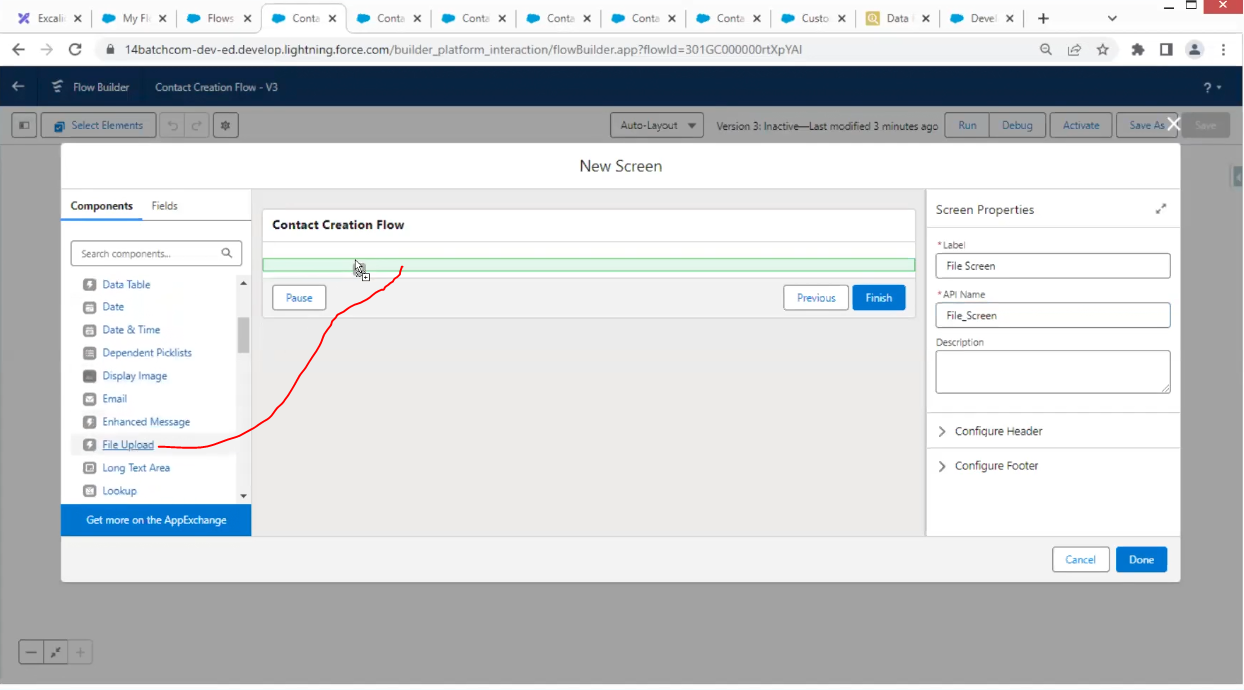 Excali
My Fl
Flows
Conta
Conta
Conta
Conta
Conta
Conta
Custo
Data
Devel
14batchcom-dev-ed.develop.lightning.force.com/builder_platform_interaction/flowBuilder.app?flowId=301GC000000rtXpYAI
Flow Builder
Contact Creation Flow - V3
?
Select Elements
Auto-Layout
Version 3: Inactive—Last modified 3 minutes ago
Run
Debug
Activate
Save As
Save
New Screen
Components
Fields
Search components...
Data Table
Date
Date & Time
Dependent Picklists
Display Image
Email
Enhanced Message
File Upload
Long Text Area
Lookup
Get more on the AppExchange
Contact Creation Flow
Pause
Previous
Finish
Screen Properties
* Label
File Screen
* API Name
File_Screen
Description
Configure Header
Configure Footer
Cancel
Done